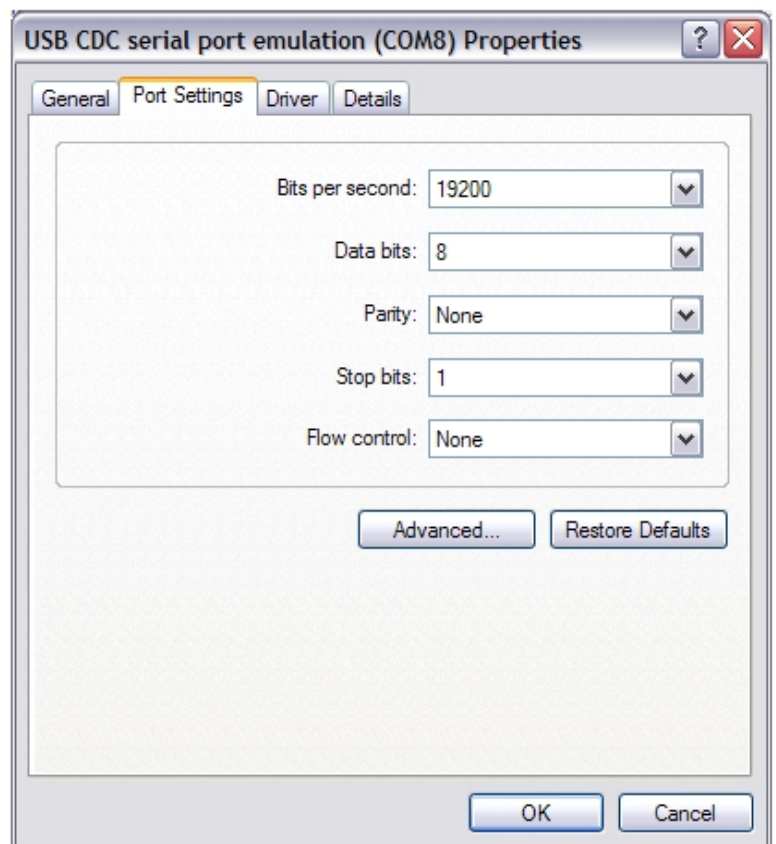 USB CDC serial port emulation (COM8) Properties
General Port Settings Driver Details
Bits per second: 19200
Data bits: 8
Parity: None
Stop bits: 1
Flow control: None
Advanced... Restore Defaults
OK Cancel